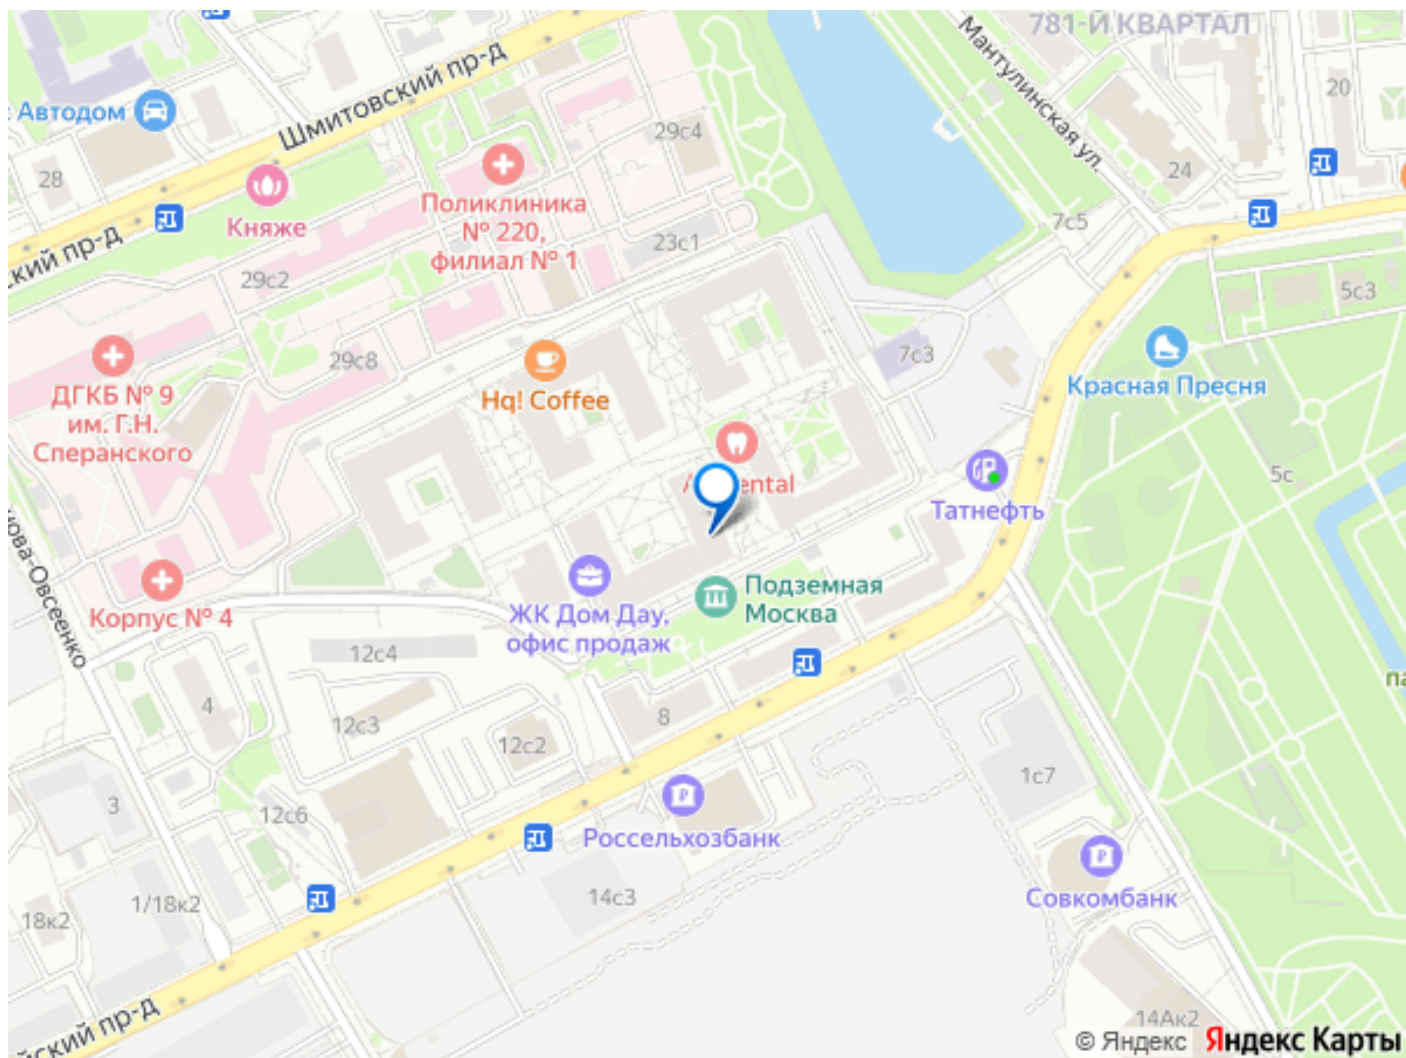 781-Й КВАРТАЛ
Мантулинская ул.
Шмитовский пр-д
Автодом
20
29с4
24
28
Поликлиника
№ 220,
филиал № 1
Княже
7с5
23с1
29с2
5с3
ДГКБ № 9
им. Г.Н.
Сперанского
29с8
7с3
Hq! Coffee
Красная Пресня
5с
Татнефть
Корпус № 4
Подземная
Москва
ЖК Дом Дау,
офис продаж
12с4
4
12с3
12с2
8
1с7
3
12с6
Россельхозбанк
14с3
Совкомбанк
1/18к2
18к2
14Ак2
© Яндекс
Яндекс Карты